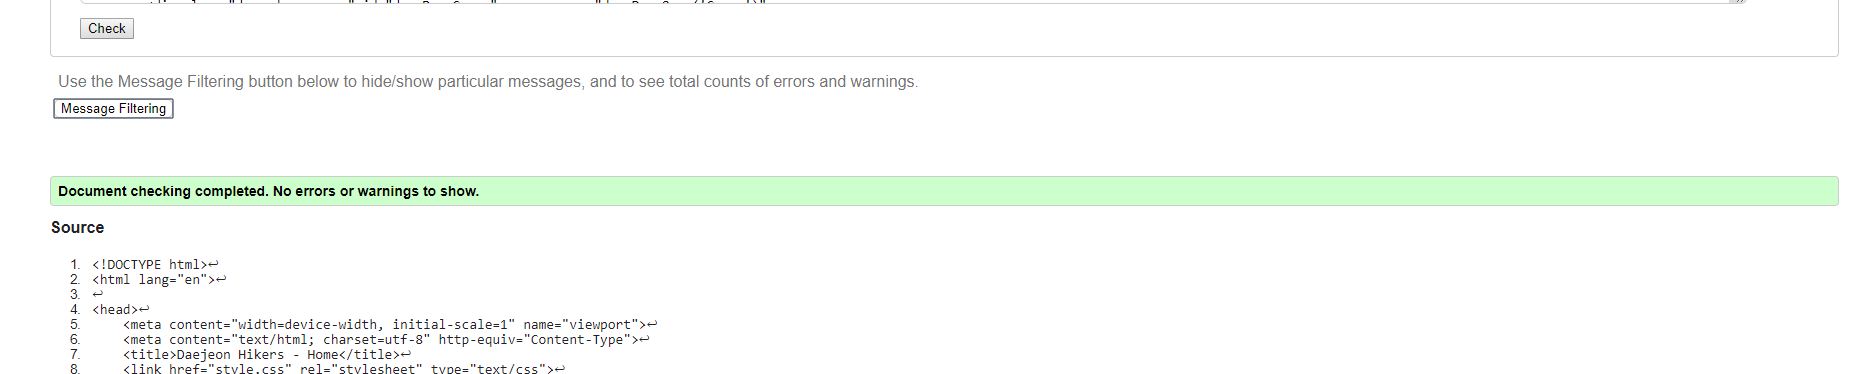 Check
Use the Message Filtering button below to hide/show particular messages, and to see total counts of errors and warnings.
Message Filtering
Document checking completed. No errors or warnings to show.
Source
1. <!DOCTYPE html>↩
2. <html lang="en">↩
3. ↩
4. <head>↩
5. <meta content="width=device-width, initial-scale=1" name="viewport">↩
6. <meta content="text/html; charset=utf-8" http-equiv="Content-Type">↩
7. <title>Daejeon Hikers - Home</title>↩
8. <link href="style.css" rel="stylesheet" type="text/css">↩